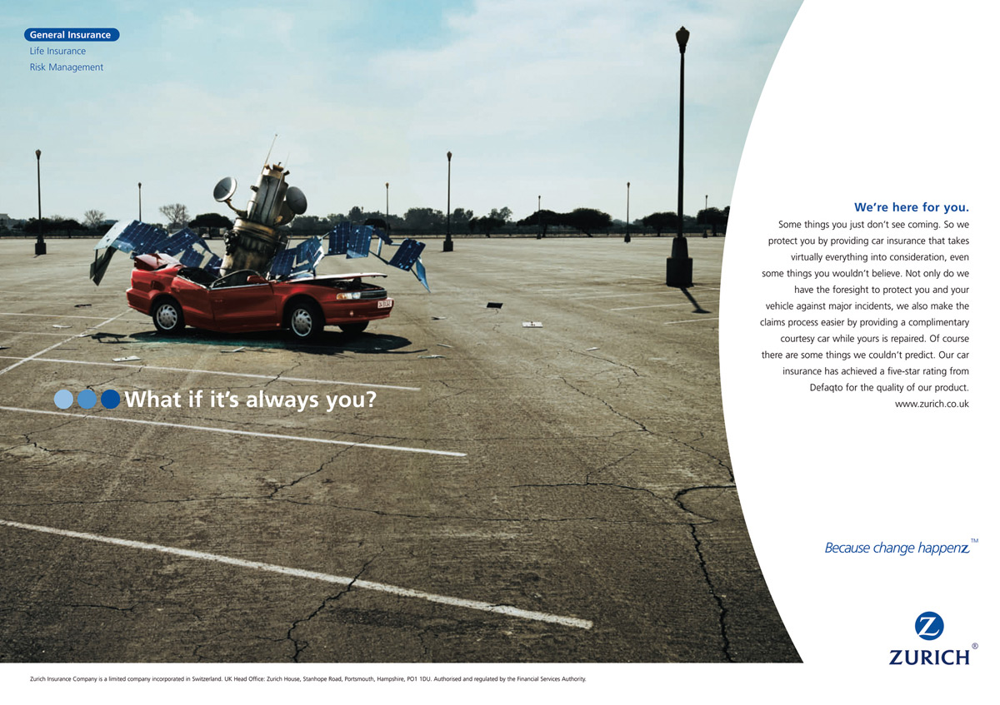 General Insurance
Life Insurance
Risk Management
What if it's always you?
We're here for you.
Some things you just don't see coming. So we
protect you by providing car insurance that takes
virtually everything into consideration, even
some things you wouldn't believe. Not only do we
have the foresight to protect you and your
vehicle against major incidents, we also make the
claims process easier by providing a complimentary
courtesy car while yours is repaired. Of course
there are some things we couldn't predict. Our car
insurance has achieved a five-star rating from
Defaqto for the quality of our product.
www.zurich.co.uk
Because change happenz™
Z
ZURICH®
Zurich Insurance Company is a limited company incorporated in Switzerland. UK Head Office: Zurich House, Stanhope Road, Portsmouth, Hampshire, PO1 1DU. Authorised and regulated by the Financial Services Authority.